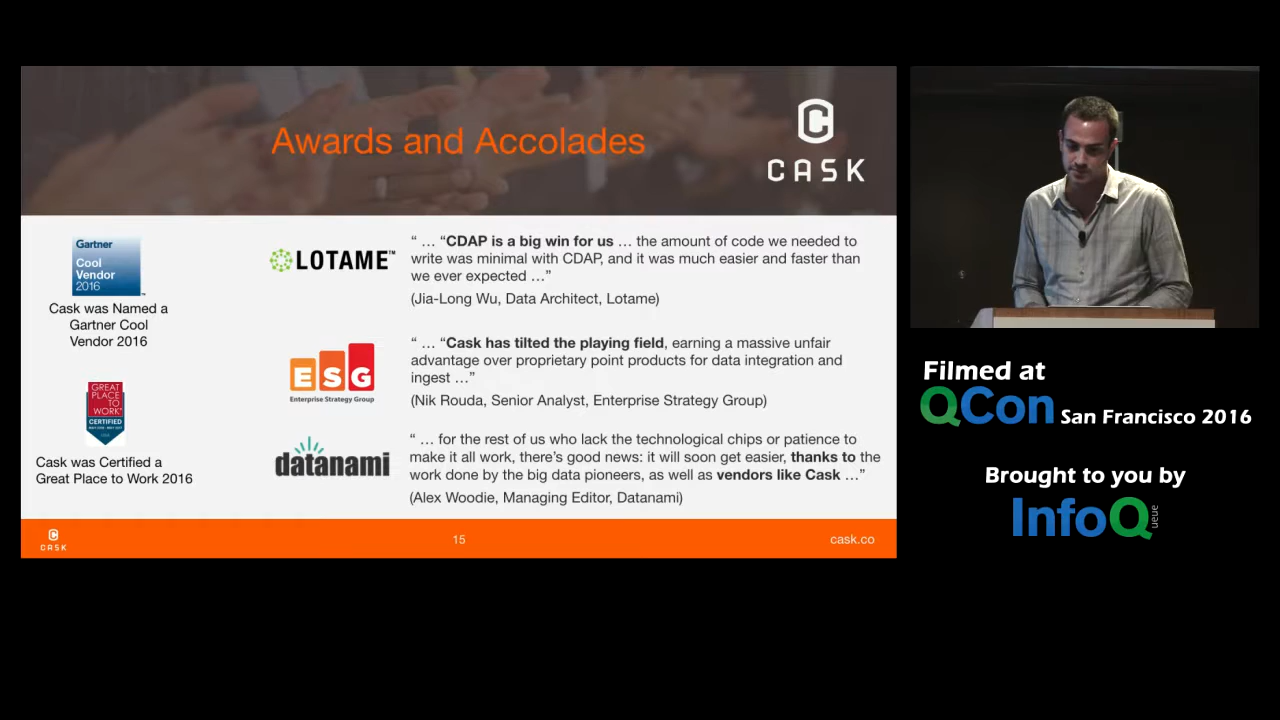 Awards and Accolades
C
CASK
Gartner
Cool
Vendor
2016
Cask was Named a
Gartner Cool
Vendor 2016
GREAT
PLACE
TO
WORK®
CERTIFIED
Cask was Certified a
Great Place to Work 2016
LOTAME™
“ … “CDAP is a big win for us … the amount of code we needed to
write was minimal with CDAP, and it was much easier and faster than
we ever expected …”
(Jia-Long Wu, Data Architect, Lotame)
ESG
Enterprise Strategy Group
“ … “Cask has tilted the playing field, earning a massive unfair
advantage over proprietary point products for data integration and
ingest …”
(Nik Rouda, Senior Analyst, Enterprise Strategy Group)
datanami
“ … for the rest of us who lack the technological chips or patience to
make it all work, there’s good news: it will soon get easier, thanks to the
work done by the big data pioneers, as well as vendors like Cask …”
(Alex Woodie, Managing Editor, Datanami)
C
CASK
15
cask.co
Filmed at
QCon San Francisco 2016
Brought to you by
InfoQueue